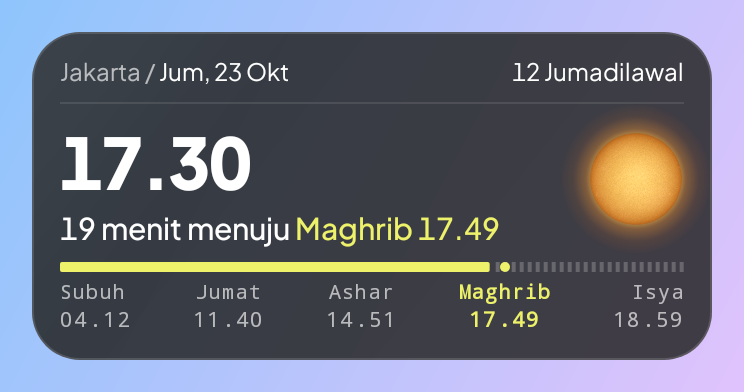 Jakarta / Jum, 23 Okt
12 Jumadilawal
17.30
19 menit menuju Maghrib 17.49
Subuh Jumat Ashar Maghrib Isya
04.12 11.40 14.51 17.49 18.59